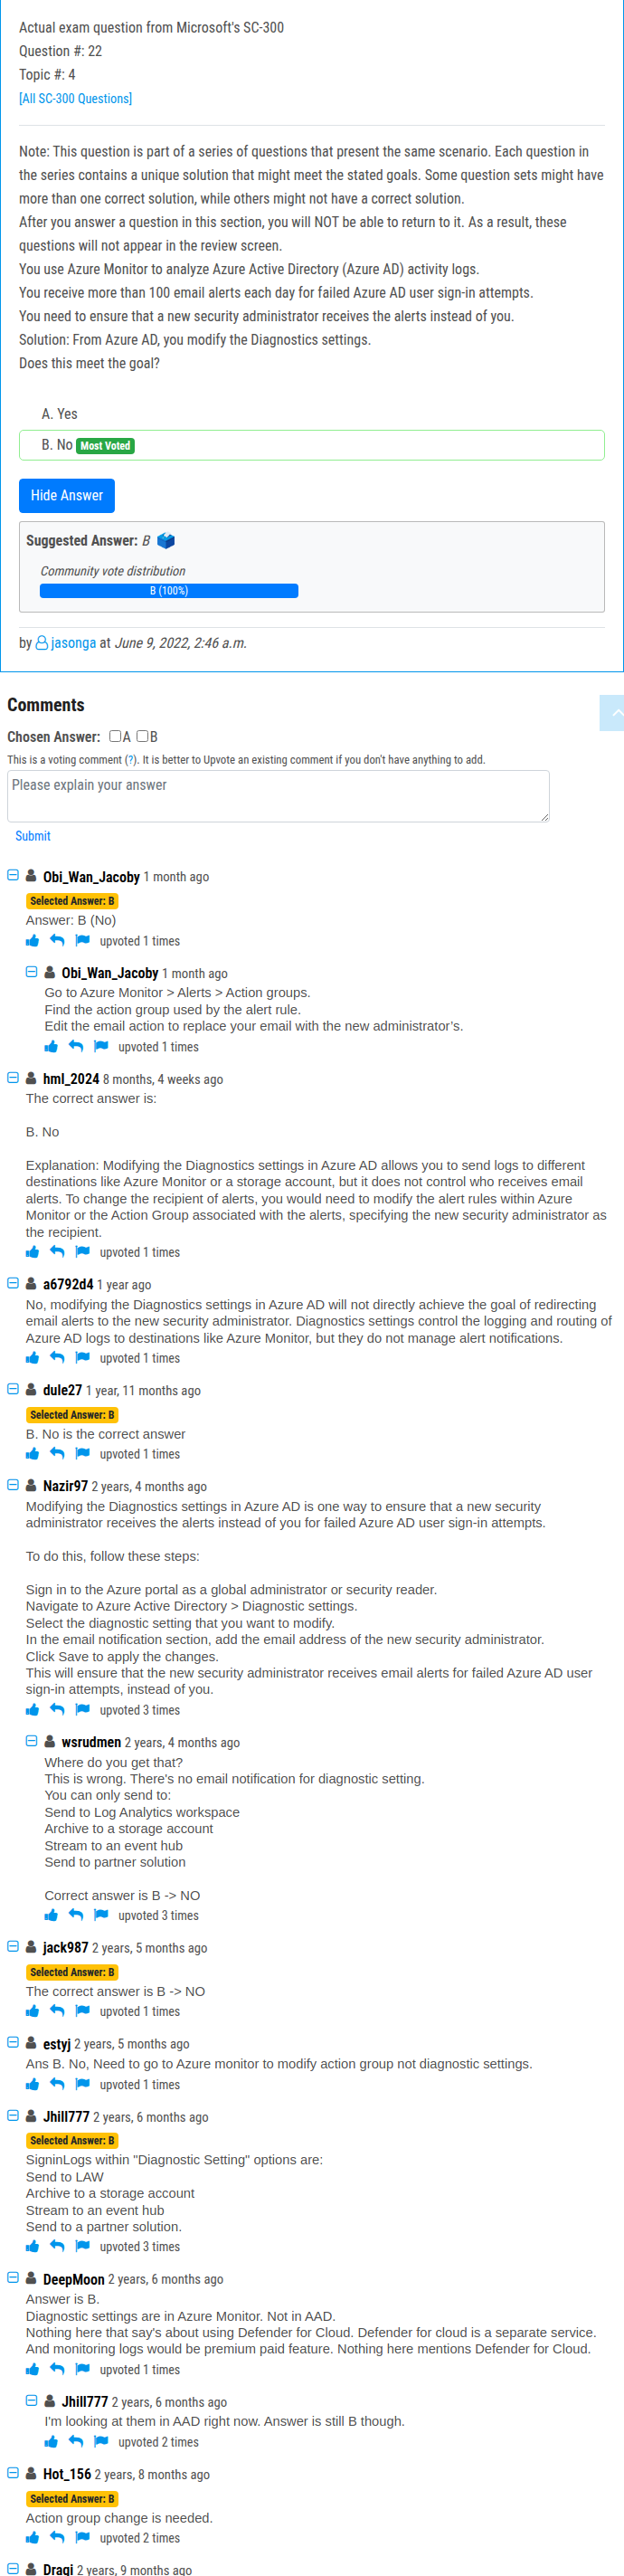 Actual exam question from Microsoft's SC-300
Question #: 22
Topic #: 4
[All SC-300 Questions]
Note: This question is part of a series of questions that present the same scenario. Each question in
the series contains a unique solution that might meet the stated goals. Some question sets might have
more than one correct solution, while others might not have a correct solution.
After you answer a question in this section, you will NOT be able to return to it. As a result, these
questions will not appear in the review screen.
You use Azure Monitor to analyze Azure Active Directory (Azure AD) activity logs.
You receive more than 100 email alerts each day for failed Azure AD user sign-in attempts.
You need to ensure that a new security administrator receives the alerts instead of you.
Solution: From Azure AD, you modify the Diagnostics settings.
Does this meet the goal?
A. Yes
B. No Most Voted
Hide Answer
Suggested Answer: B
Community vote distribution
B (100%)
by jasonga at June 9, 2022, 2:46 a.m.
Comments
Chosen Answer: A B
This is a voting comment (?). It is better to Upvote an existing comment if you don't have anything to add.
Please explain your answer
Submit
Obi_Wan_Jacoby 1 month ago
Selected Answer: B
Answer: B (No)
upvoted 1 times
Obi_Wan_Jacoby 1 month ago
Go to Azure Monitor > Alerts > Action groups.
Find the action group used by the alert rule.
Edit the email action to replace your email with the new administrator’s.
upvoted 1 times
hml_2024 8 months, 4 weeks ago
The correct answer is:
B. No
Explanation: Modifying the Diagnostics settings in Azure AD allows you to send logs to different
destinations like Azure Monitor or a storage account, but it does not control who receives email
alerts. To change the recipient of alerts, you would need to modify the alert rules within Azure
Monitor or the Action Group associated with the alerts, specifying the new security administrator as
the recipient.
upvoted 1 times
a6792d4 1 year ago
No, modifying the Diagnostics settings in Azure AD will not directly achieve the goal of redirecting
email alerts to the new security administrator. Diagnostics settings control the logging and routing of
Azure AD logs to destinations like Azure Monitor, but they do not manage alert notifications.
upvoted 1 times
dule27 1 year, 11 months ago
Selected Answer: B
B. No is the correct answer
upvoted 1 times
Nazir97 2 years, 4 months ago
Modifying the Diagnostics settings in Azure AD is one way to ensure that a new security
administrator receives the alerts instead of you for failed Azure AD user sign-in attempts.
To do this, follow these steps:
Sign in to the Azure portal as a global administrator or security reader.
Navigate to Azure Active Directory > Diagnostic settings.
Select the diagnostic setting that you want to modify.
In the email notification section, add the email address of the new security administrator.
Click Save to apply the changes.
This will ensure that the new security administrator receives email alerts for failed Azure AD user
sign-in attempts, instead of you.
upvoted 3 times
wsrudmen 2 years, 4 months ago
Where do you get that?
This is wrong. There's no email notification for diagnostic setting.
You can only send to:
Send to Log Analytics workspace
Archive to a storage account
Stream to an event hub
Send to partner solution
Correct answer is B -> NO
upvoted 3 times
jack987 2 years, 5 months ago
Selected Answer: B
The correct answer is B -> NO
upvoted 1 times
estyj 2 years, 5 months ago
Ans B. No, Need to go to Azure monitor to modify action group not diagnostic settings.
upvoted 1 times
Jhill777 2 years, 6 months ago
Selected Answer: B
SigninLogs within "Diagnostic Setting" options are:
Send to LAW
Archive to a storage account
Stream to an event hub
Send to a partner solution.
upvoted 3 times
DeepMoon 2 years, 6 months ago
Answer is B.
Diagnostic settings are in Azure Monitor. Not in AAD.
Nothing here that say's about using Defender for Cloud. Defender for cloud is a separate service.
And monitoring logs would be premium paid feature. Nothing here mentions Defender for Cloud.
upvoted 1 times
Jhill777 2 years, 6 months ago
I'm looking at them in AAD right now. Answer is still B though.
upvoted 2 times
Hot_156 2 years, 8 months ago
Selected Answer: B
Action group change is needed.
upvoted 2 times
Dragi 2 years, 9 months ago